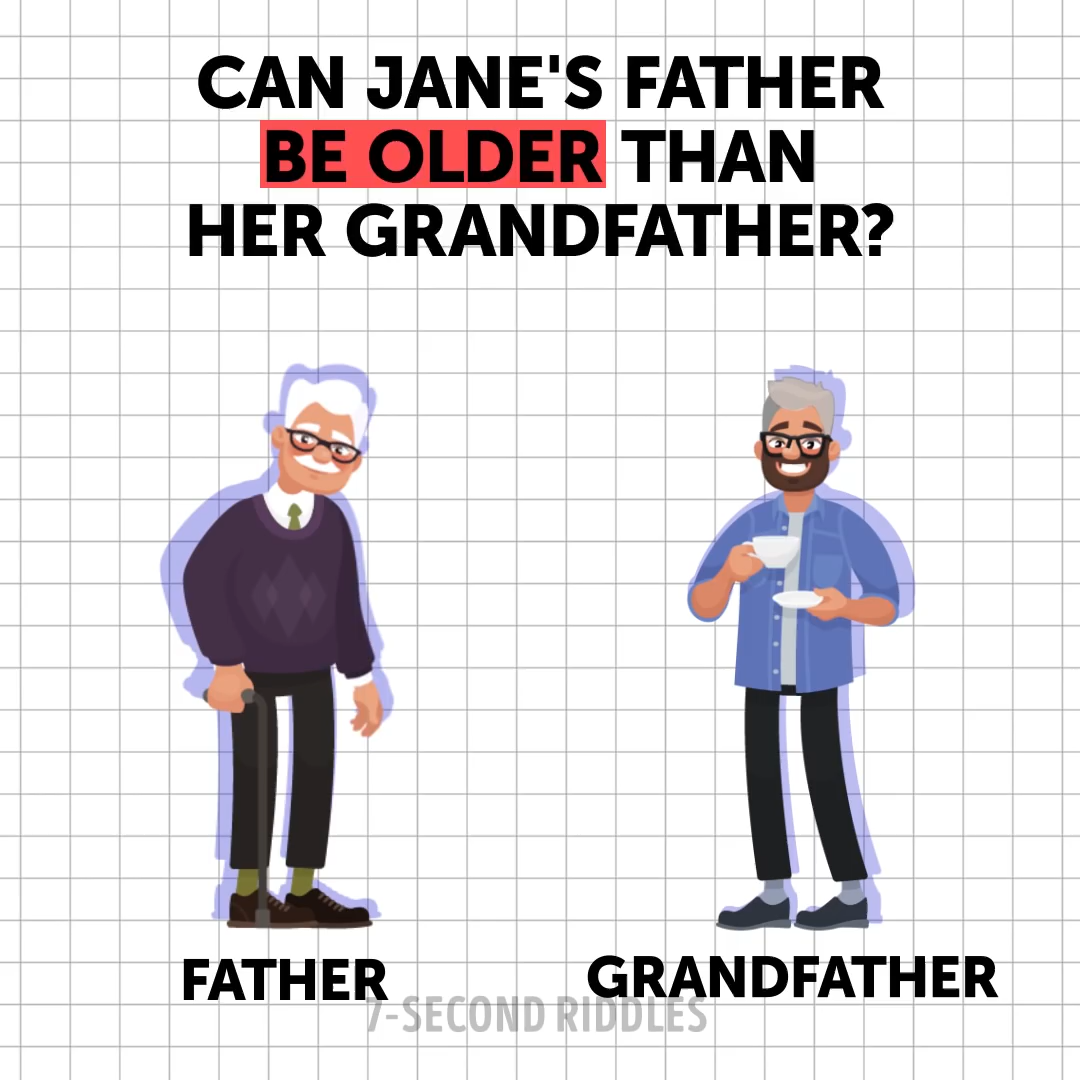 CAN JANE'S FATHER
BE OLDER THAN
HER GRANDFATHER?
FATHER
GRANDFATHER
7-SECOND RIDDLES